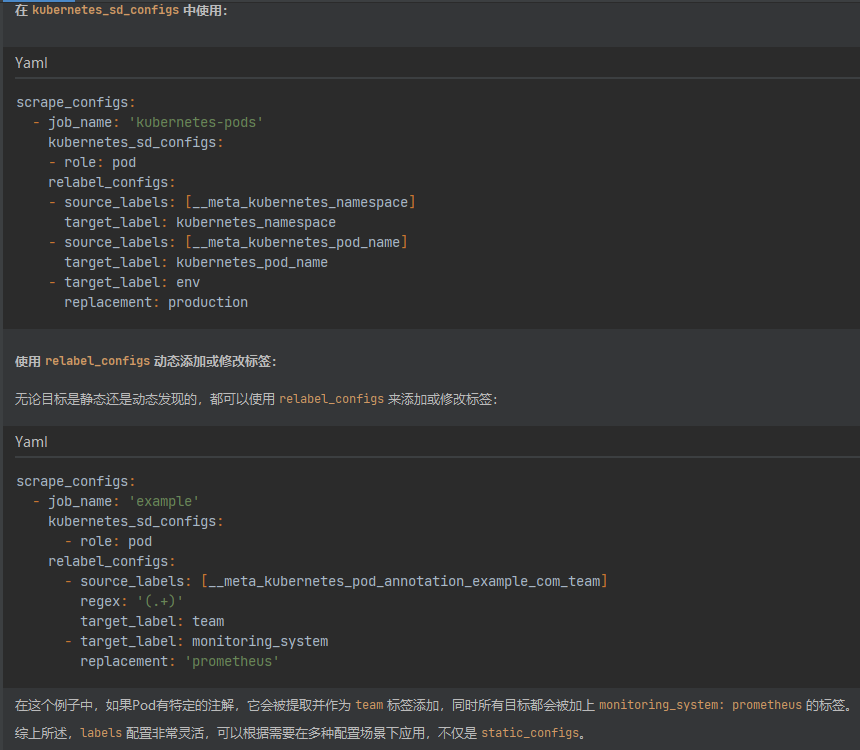 在 kubernetes_sd_configs 中使用：
Yaml
scrape_configs:
  - job_name: 'kubernetes-pods'
    kubernetes_sd_configs:
    - role: pod
    relabel_configs:
    - source_labels: [__meta_kubernetes_namespace]
      target_label: kubernetes_namespace
    - source_labels: [__meta_kubernetes_pod_name]
      target_label: kubernetes_pod_name
    - target_label: env
      replacement: production
使用 relabel_configs 动态添加或修改标签：
无论目标是静态还是动态发现的，都可以使用 relabel_configs 来添加或修改标签：
Yaml
scrape_configs:
  - job_name: 'example'
    kubernetes_sd_configs:
      - role: pod
    relabel_configs:
      - source_labels: [__meta_kubernetes_pod_annotation_example_com_team]
        regex: '(.+)'
        target_label: team
      - target_label: monitoring_system
        replacement: 'prometheus'
在这个例子中，如果Pod有特定的注解，它会被提取并作为 team 标签添加，同时所有目标都会被加上 monitoring_system: prometheus 的标签。
综上所述，labels 配置非常灵活，可以根据需要在多种配置场景下应用，不仅是 static_configs。